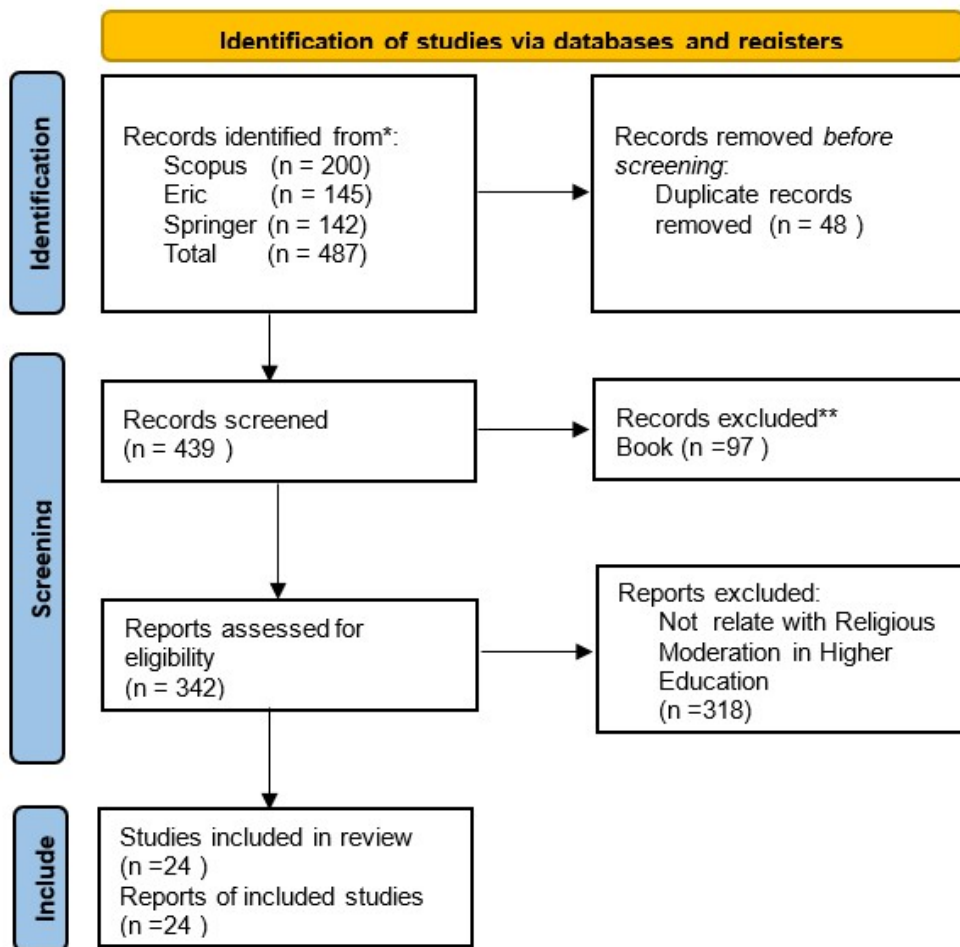 Identification of studies via databases and registers
Identification
Records identified from*:
Scopus (n = 200)
Eric (n = 145)
Springer (n = 142)
Total (n = 487)
Records removed before
screening:
Duplicate records
removed (n = 48 )
Screening
Records screened
(n = 439 )
Records excluded**
Book (n =97 )
Reports assessed for
eligibility
(n = 342)
Reports excluded:
Not relate with Religious
Moderation in Higher
Education
(n =318)
Include
Studies included in review
(n =24 )
Reports of included studies
(n =24 )